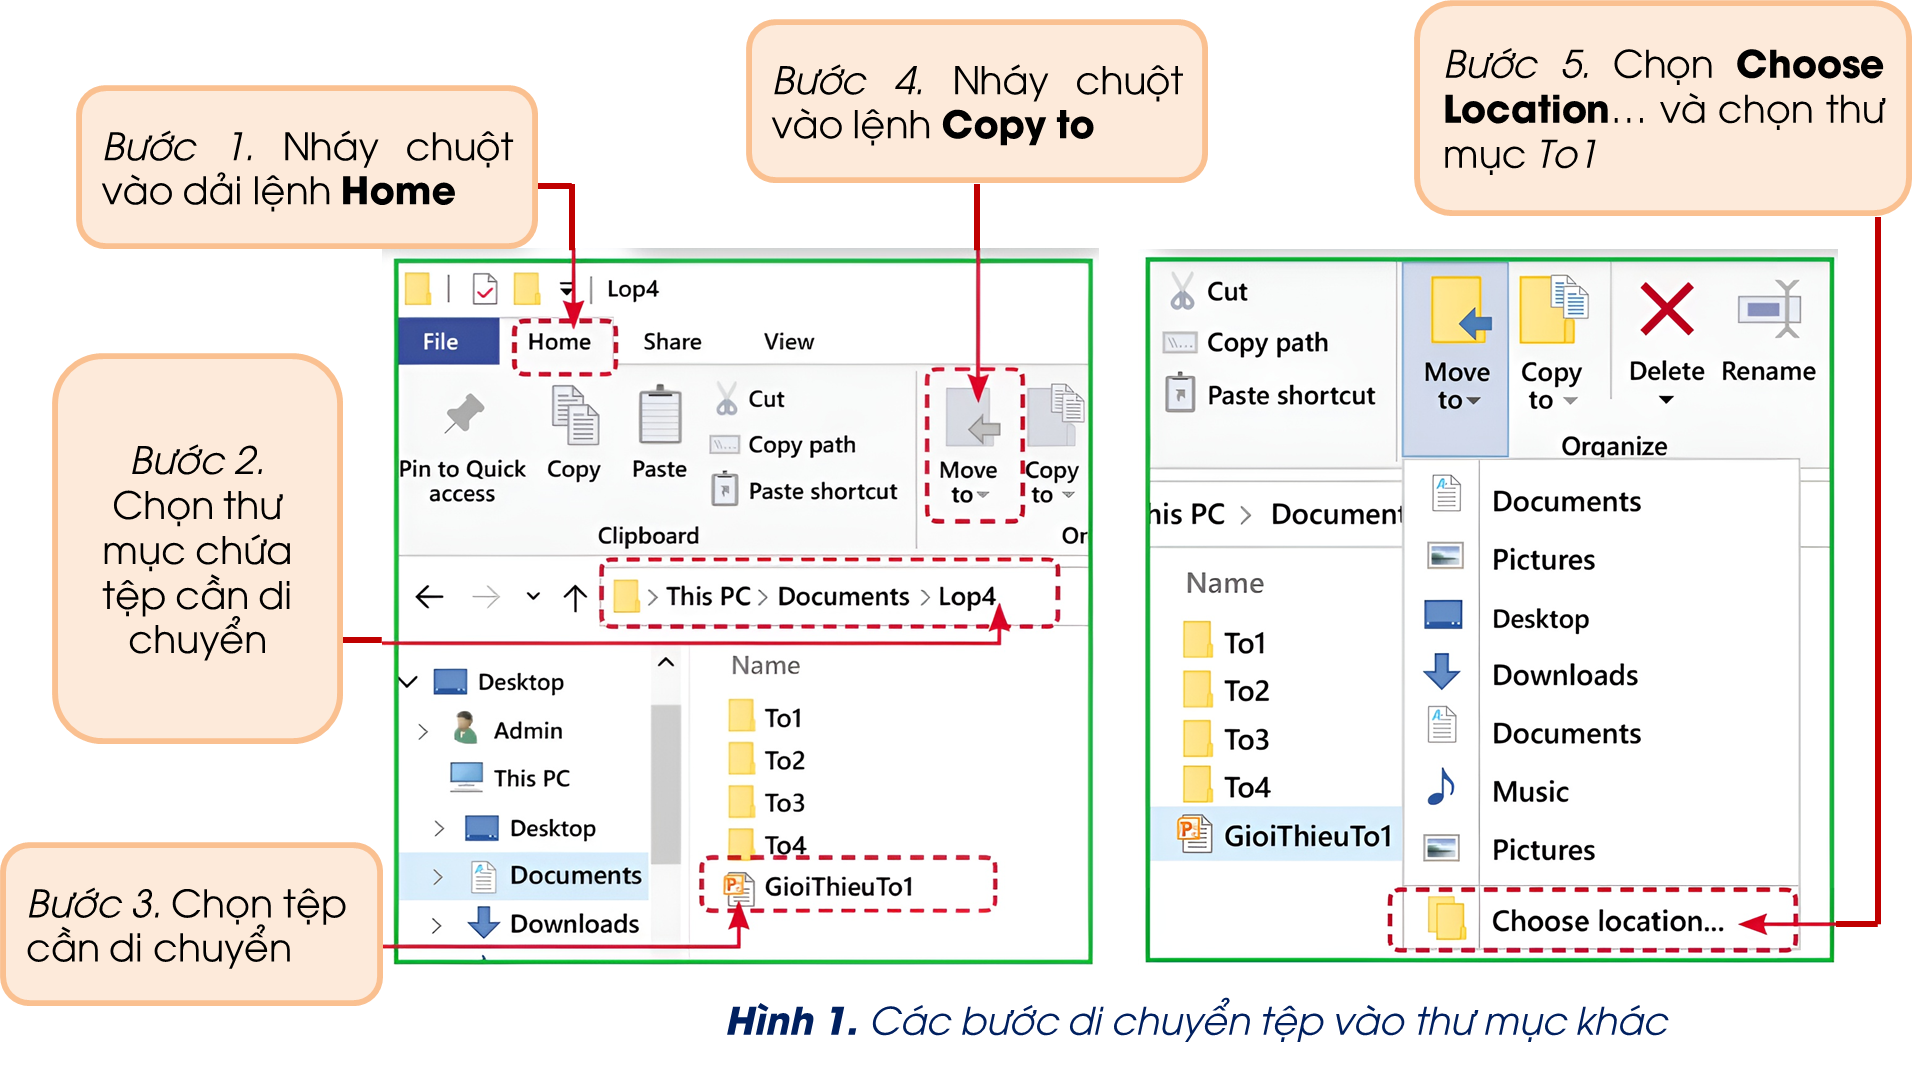 Bước 1. Nháy chuột
vào dải lệnh Home
Bước 4. Nháy chuột
vào lệnh Copy to
Bước 5. Chọn Choose
Location... và chọn thư
mục To1
Bước 2.
Chọn thư
mục chứa
tệp cần di
chuyển
Bước 3. Chọn tệp
cần di chuyển
Lop4
File
Home
Share
View
Pin to Quick
access
Copy
Paste
Cut
Copy path
Paste shortcut
Move
to
Copy
to
Clipboard
Or
> This PC > Documents > Lop4
Desktop
Admin
This PC
Desktop
Documents
Downloads
Name
To1
To2
To3
To4
GioiThieuTo1
Cut
Copy path
Paste shortcut
Move
to
Copy
to
Delete
Rename
Organize
his PC > Document
Name
To1
To2
To3
To4
GioiThieuTo1
Documents
Pictures
Desktop
Downloads
Documents
Music
Pictures
Choose location...
Hình 1. Các bước di chuyển tệp vào thư mục khác